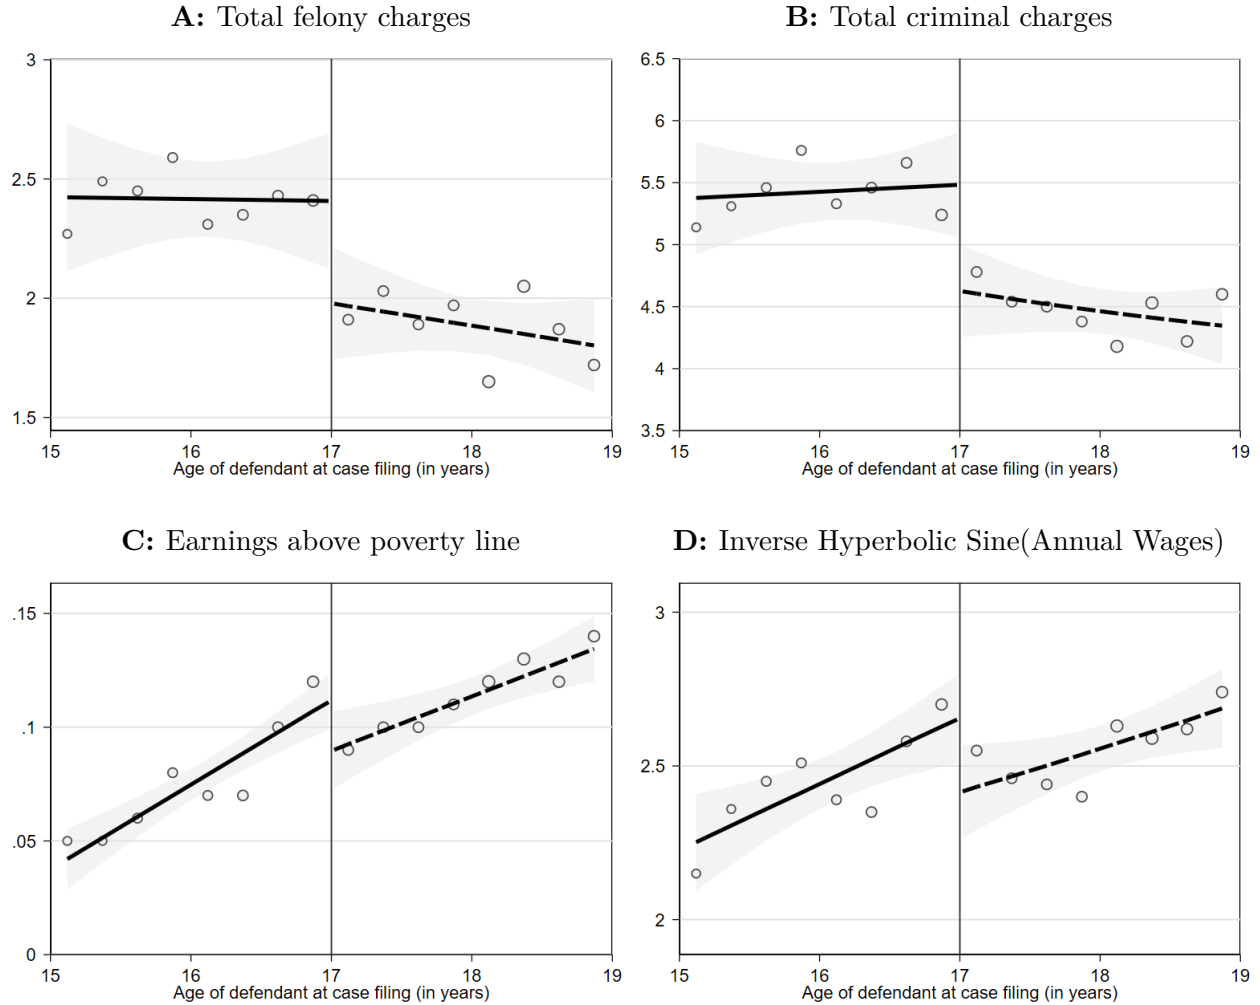 A: Total felony charges
3
2.5
2
1.5
15 16 17 18 19
Age of defendant at case filing (in years)
B: Total criminal charges
6.5
6
5.5
5
4.5
4
3.5
15 16 17 18 19
Age of defendant at case filing (in years)
C: Earnings above poverty line
.15
.1
.05
0
15 16 17 18 19
Age of defendant at case filing (in years)
D: Inverse Hyperbolic Sine(Annual Wages)
3
2.5
2
15 16 17 18 19
Age of defendant at case filing (in years)